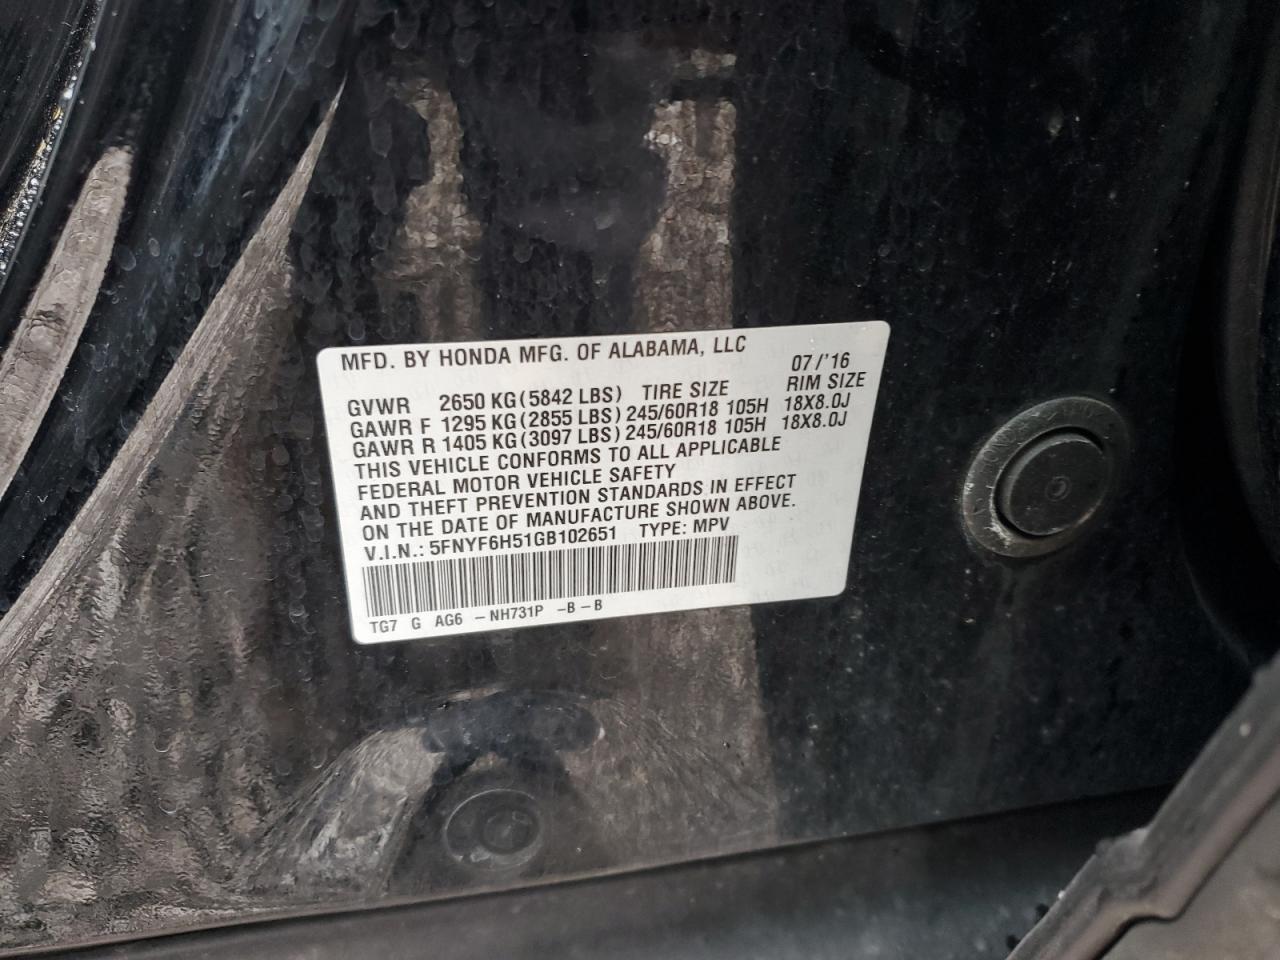 MFD. BY HONDA MFG. OF ALABAMA, LLC 07/'16
GVWR 2650 KG(5842 LBS) TIRE SIZE RIM SIZE
GAWR F 1295 KG(2855 LBS) 245/60R18 105H 18X8.0J
GAWR R 1405 KG(3097 LBS) 245/60R18 105H 18X8.0J
THIS VEHICLE CONFORMS TO ALL APPLICABLE
FEDERAL MOTOR VEHICLE SAFETY
AND THEFT PREVENTION STANDARDS IN EFFECT
ON THE DATE OF MANUFACTURE SHOWN ABOVE.
V.I.N.: 5FNYF6H51GB102651 TYPE: MPV
TG7 G AG6 -NH731P -B-B